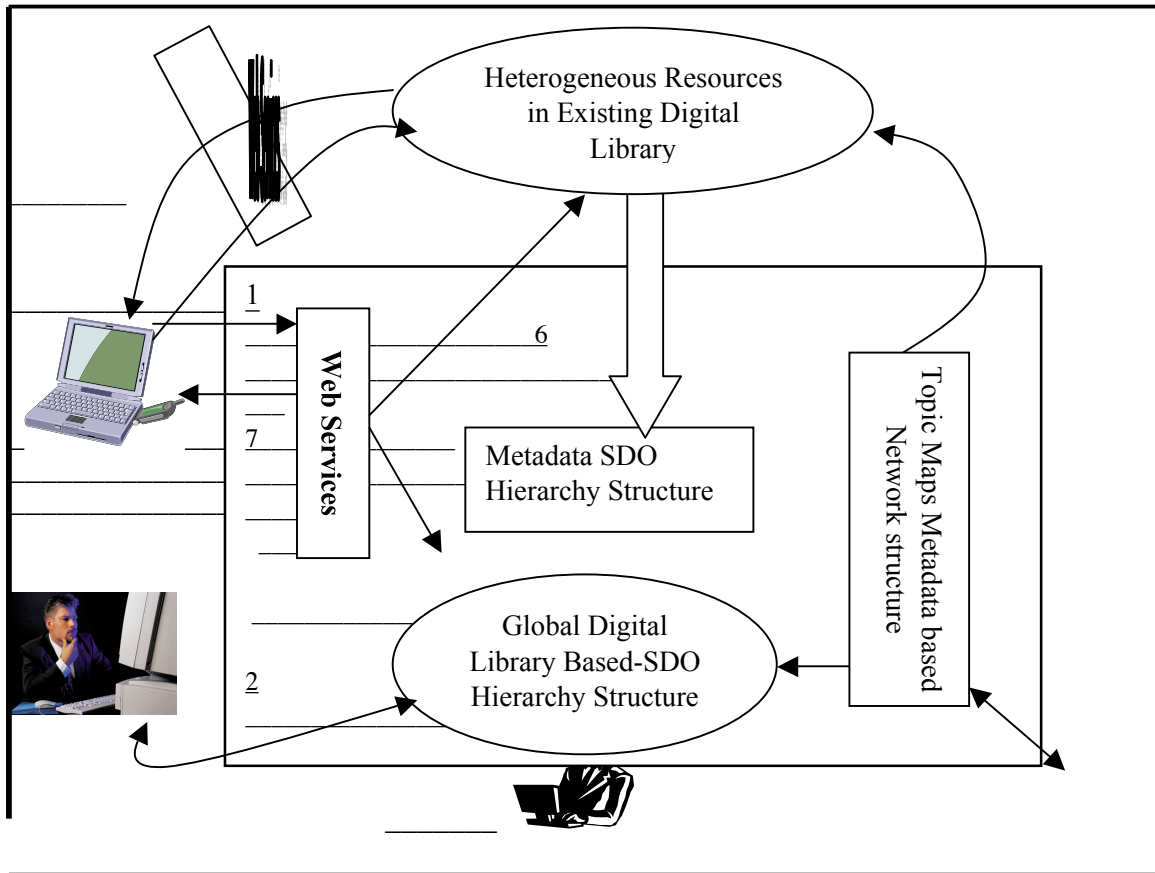 Heterogeneous Resources
in Existing Digital
Library
1
6
Web Services
7
Metadata SDO
Hierarchy Structure
Topic Maps Metadata based
Network structure
Global Digital
Library Based-SDO
Hierarchy Structure
2